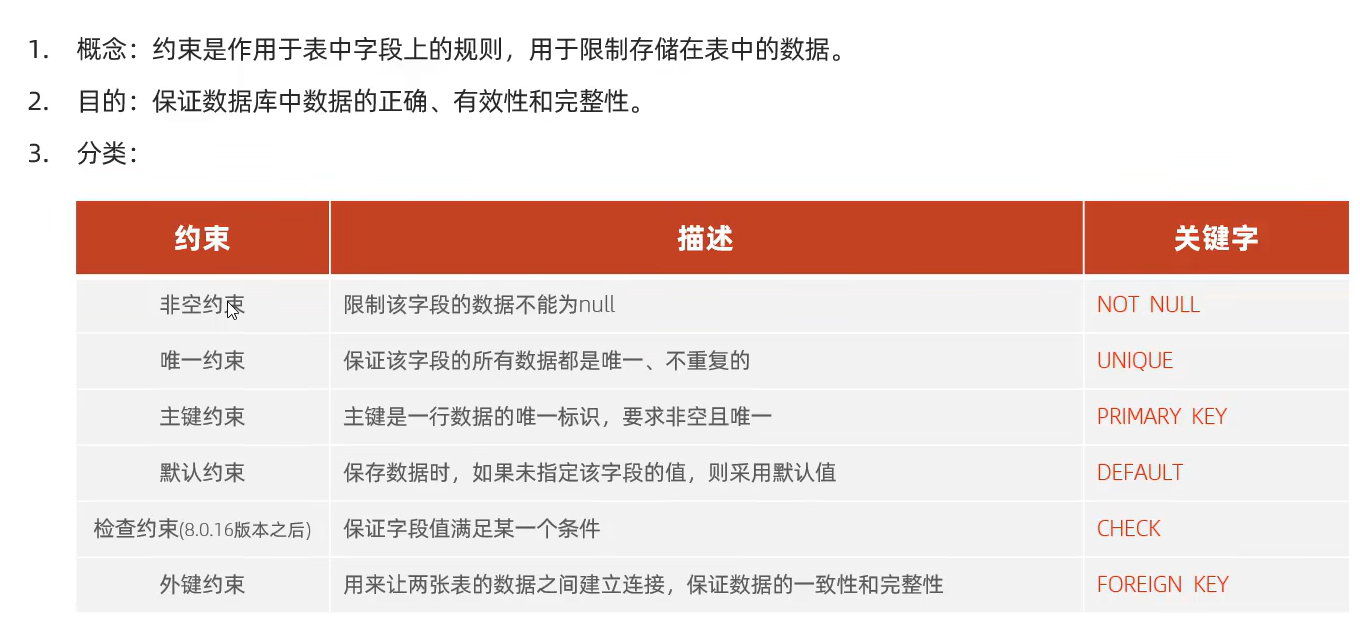 1. 概念：约束是作用于表中字段上的规则，用于限制存储在表中的数据。
2. 目的：保证数据库中数据的正确、有效性和完整性。
3. 分类：
约束 描述 关键字
非空约束 限制该字段的数据不能为null NOT NULL
唯一约束 保证该字段的所有数据都是唯一、不重复的 UNIQUE
主键约束 主键是一行数据的唯一标识，要求非空且唯一 PRIMARY KEY
默认约束 保存数据时，如果未指定该字段的值，则采用默认值 DEFAULT
检查约束(8.0.16版本之后) 保证字段值满足某一个条件 CHECK
外键约束 用来让两张表的数据之间建立连接，保证数据的一致性和完整性 FOREIGN KEY